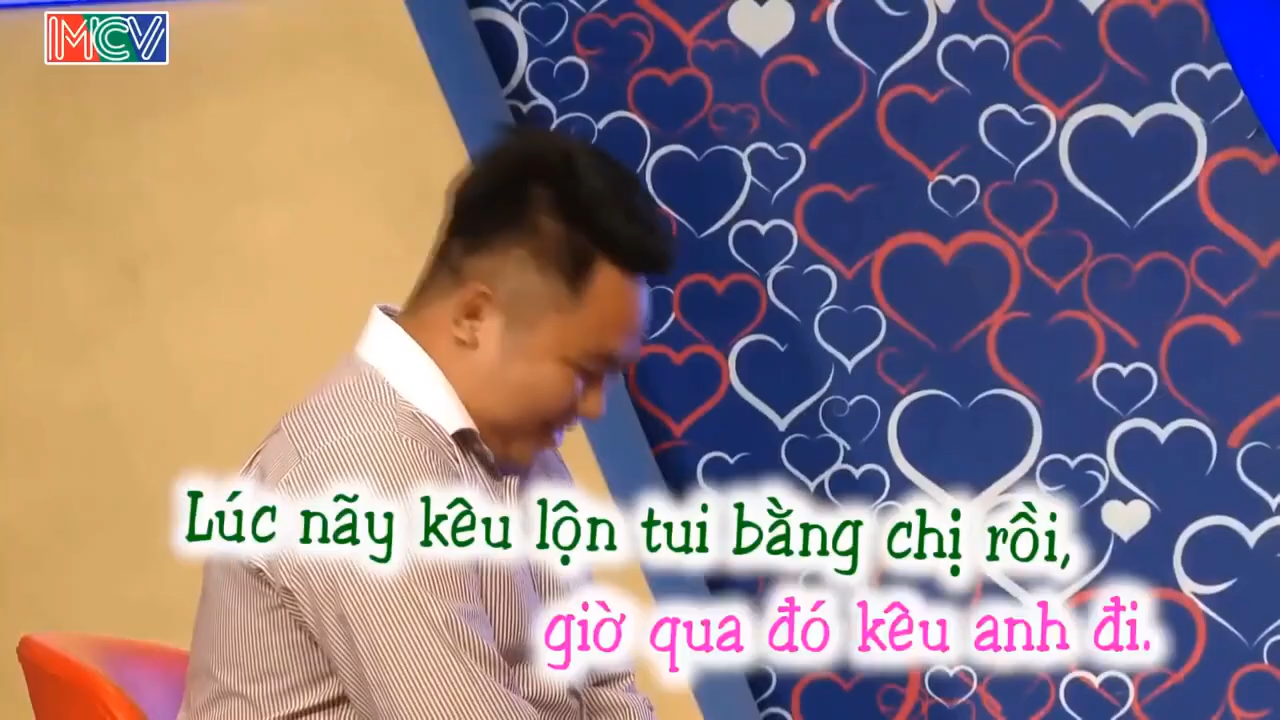 MCV
Lúc nãy kêu lộn tui bằng chị rồi,
giờ qua đó kêu anh đi.